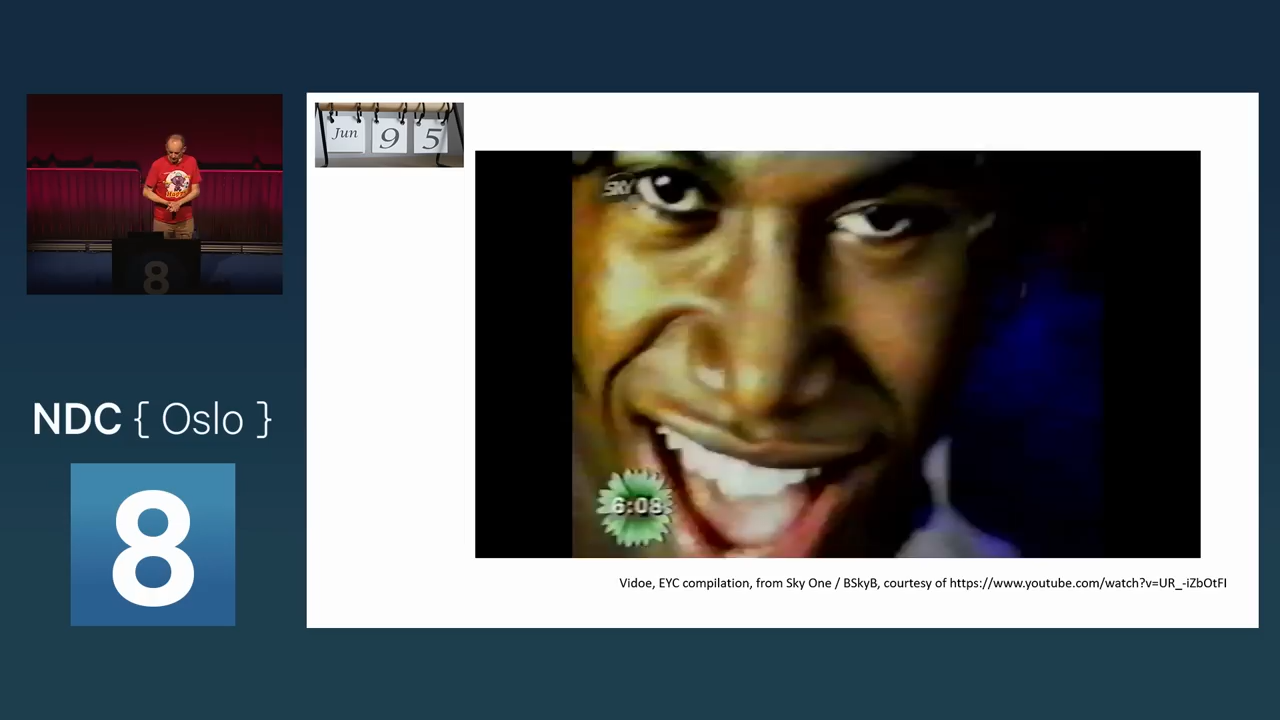 Jun 9 5
SKY
6:08
8
NDC { Oslo }
8
Vidoe, EYC compilation, from Sky One / BSkyB, courtesy of https://www.youtube.com/watch?v=UR_-iZbOtFI